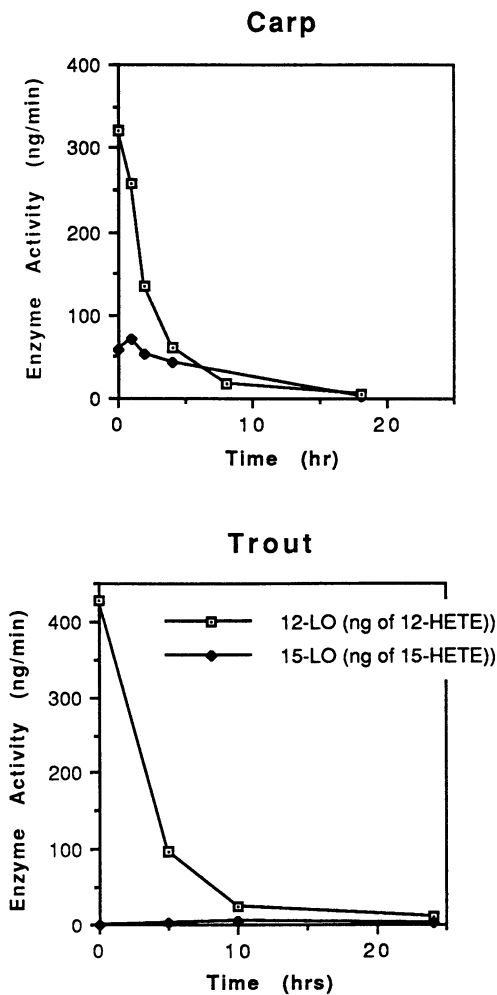 Carp
Enzyme Activity (ng/min)
400
300
200
100
0
0
10
20
Time (hr)
Trout
Enzyme Activity (ng/min)
400
300
200
100
0
12-LO (ng of 12-HETE))
15-LO (ng of 15-HETE))
0
10
20
Time (hrs)